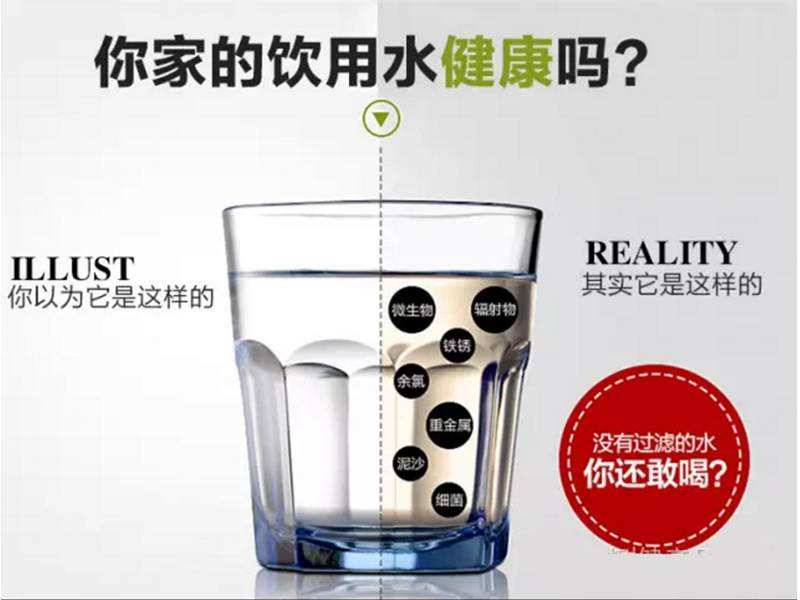 你家的饮用水健康吗?
ILLUST
你以为它是这样的
REALITY
其实它是这样的
微生物
辐射物
铁锈
余氯
重金属
泥沙
细菌
没有过滤的水
你还敢喝?